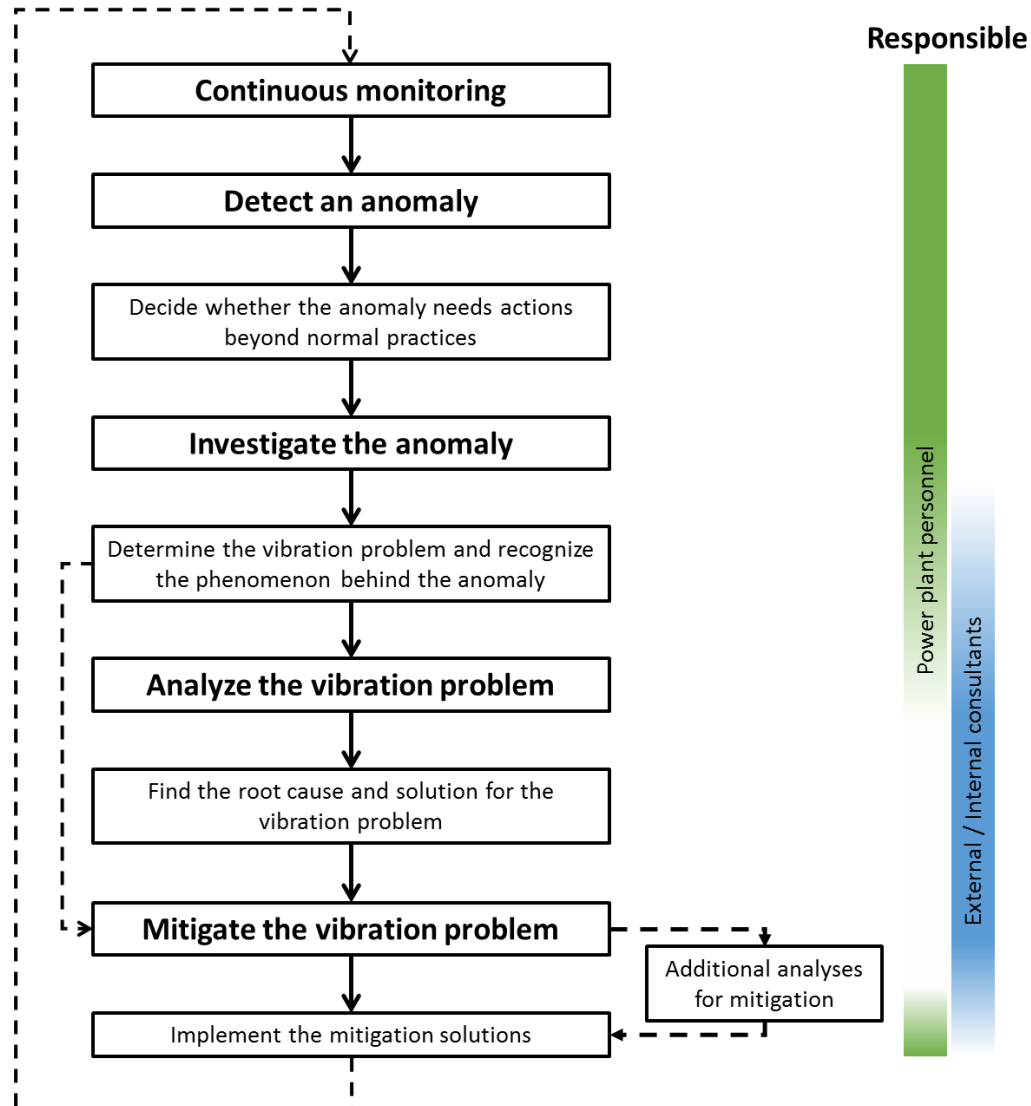 Responsible
Continuous monitoring
Detect an anomaly
Decide whether the anomaly needs actions
beyond normal practices
Investigate the anomaly
Determine the vibration problem and recognize
the phenomenon behind the anomaly
Analyze the vibration problem
Find the root cause and solution for the
vibration problem
Mitigate the vibration problem
Additional analyses
for mitigation
Implement the mitigation solutions
Power plant personnel
External / Internal consultants